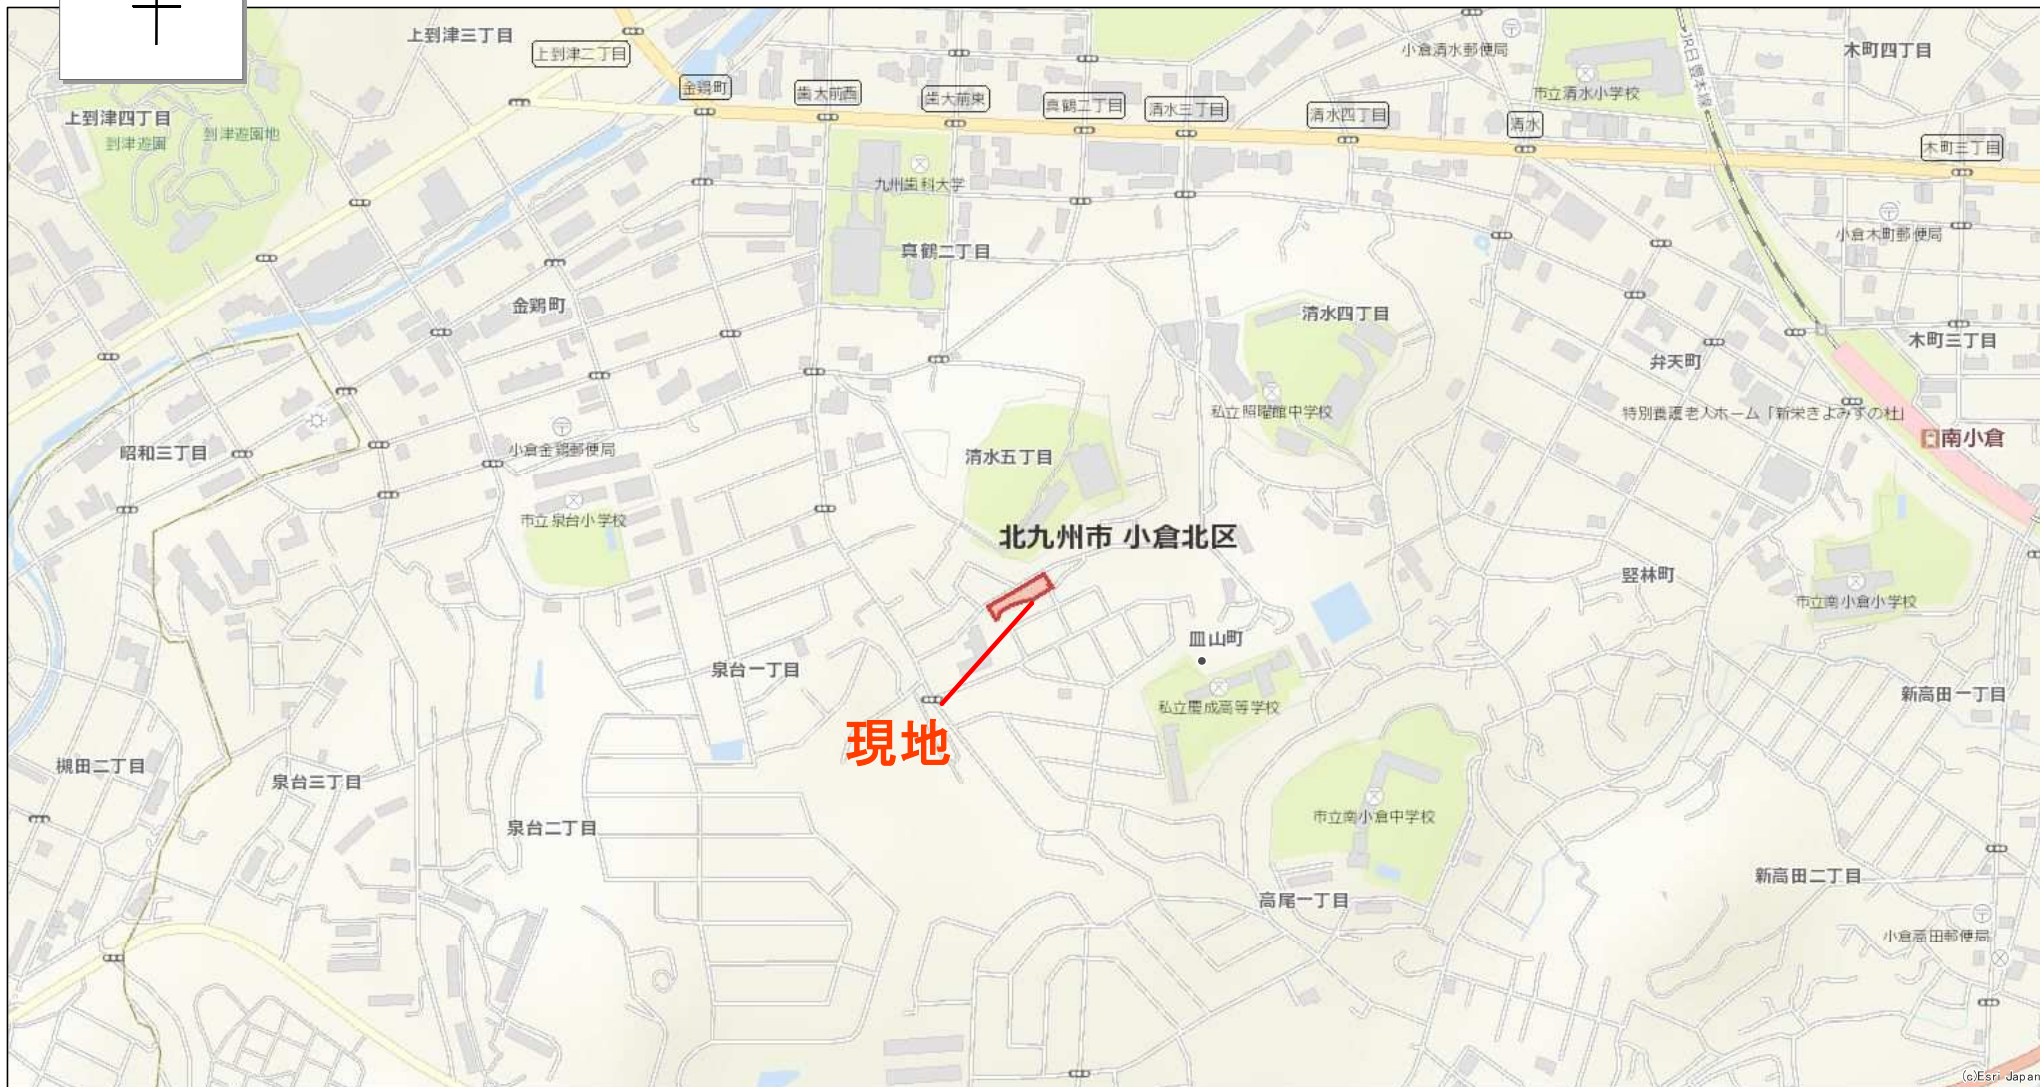 上到津三丁目
上到津二丁目
小倉清水郵便局
木町四丁目
JR日豊本線
金鶏町
歯大前西
歯大前東
真鶴二丁目
清水三丁目
清水四丁目
清水
市立清水小学校
木町三丁目
上到津四丁目
到津遊園
到津遊園地
九州歯科大学
小倉木町郵便局
真鶴二丁目
金鶏町
清水四丁目
木町三丁目
弁天町
私立照曜館中学校
特別養護老人ホーム「新栄きよみずの杜」
南小倉
昭和三丁目
小倉金鶏郵便局
清水五丁目
市立泉台小学校
北九州市 小倉北区
竪林町
市立南小倉小学校
皿山町
泉台一丁目
新高田一丁目
私立慶成高等学校
現地
槻田二丁目
泉台三丁目
泉台二丁目
市立南小倉中学校
新高田二丁目
高尾一丁目
小倉高田郵便局
(c)Esri Japan